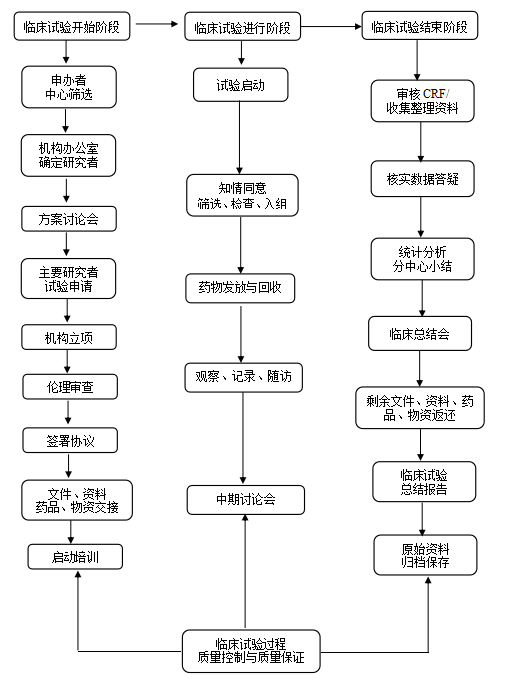 临床试验开始阶段
临床试验进行阶段
临床试验结束阶段
申办者
中心筛选
机构办公室
确定研究者
方案讨论会
主要研究者
试验申请
机构立项
伦理审查
签署协议
文件、资料
药品、物资交接
启动培训
试验启动
知情同意
筛选、检查、入组
药物发放与回收
观察、记录、随访
中期讨论会
审核 CRF/
收集整理资料
核实数据答疑
统计分析
分中心小结
临床总结会
剩余文件、资料、药
品、物资返还
临床试验
总结报告
原始资料
归档保存
临床试验过程
质量控制与质量保证